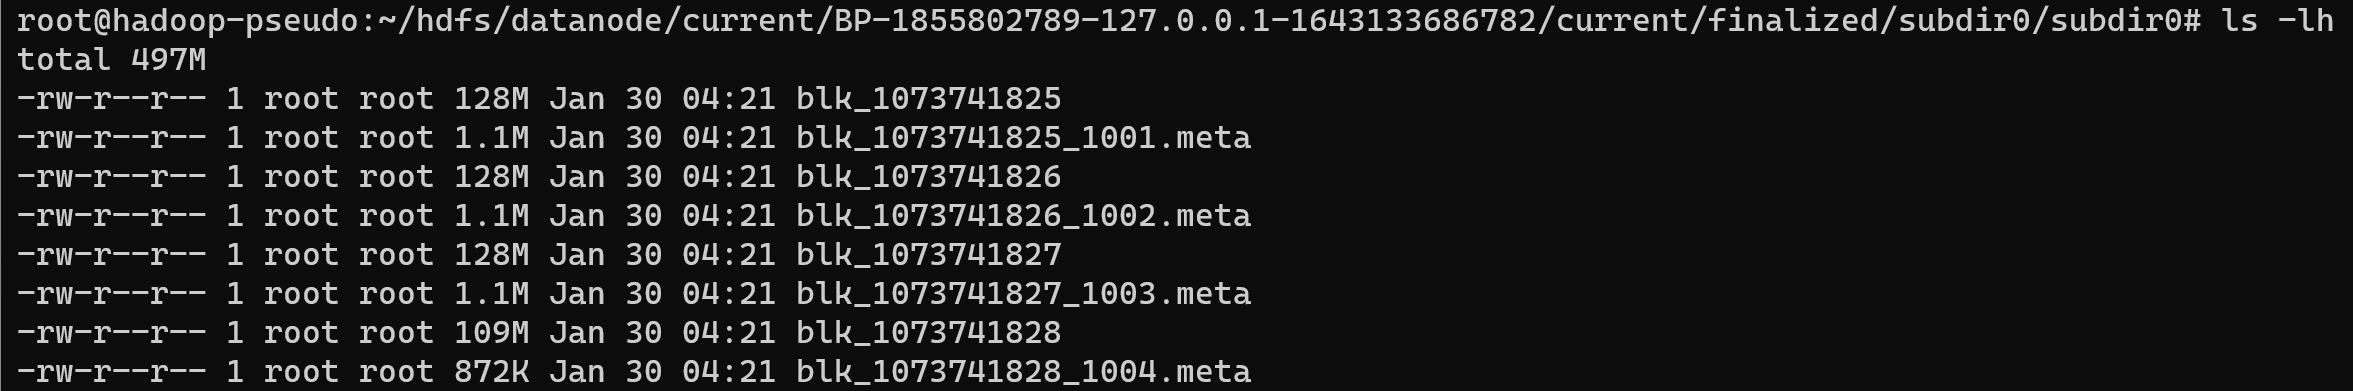 root@hadoop-pseudo:~/hdfs/datanode/current/BP-1855802789-127.0.0.1-1643133686782/current/finalized/subdir0/subdir0# ls -lh
total 497M
-rw-r--r-- 1 root root 128M Jan 30 04:21 blk_1073741825
-rw-r--r-- 1 root root 1.1M Jan 30 04:21 blk_1073741825_1001.meta
-rw-r--r-- 1 root root 128M Jan 30 04:21 blk_1073741826
-rw-r--r-- 1 root root 1.1M Jan 30 04:21 blk_1073741826_1002.meta
-rw-r--r-- 1 root root 128M Jan 30 04:21 blk_1073741827
-rw-r--r-- 1 root root 1.1M Jan 30 04:21 blk_1073741827_1003.meta
-rw-r--r-- 1 root root 109M Jan 30 04:21 blk_1073741828
-rw-r--r-- 1 root root 872K Jan 30 04:21 blk_1073741828_1004.meta